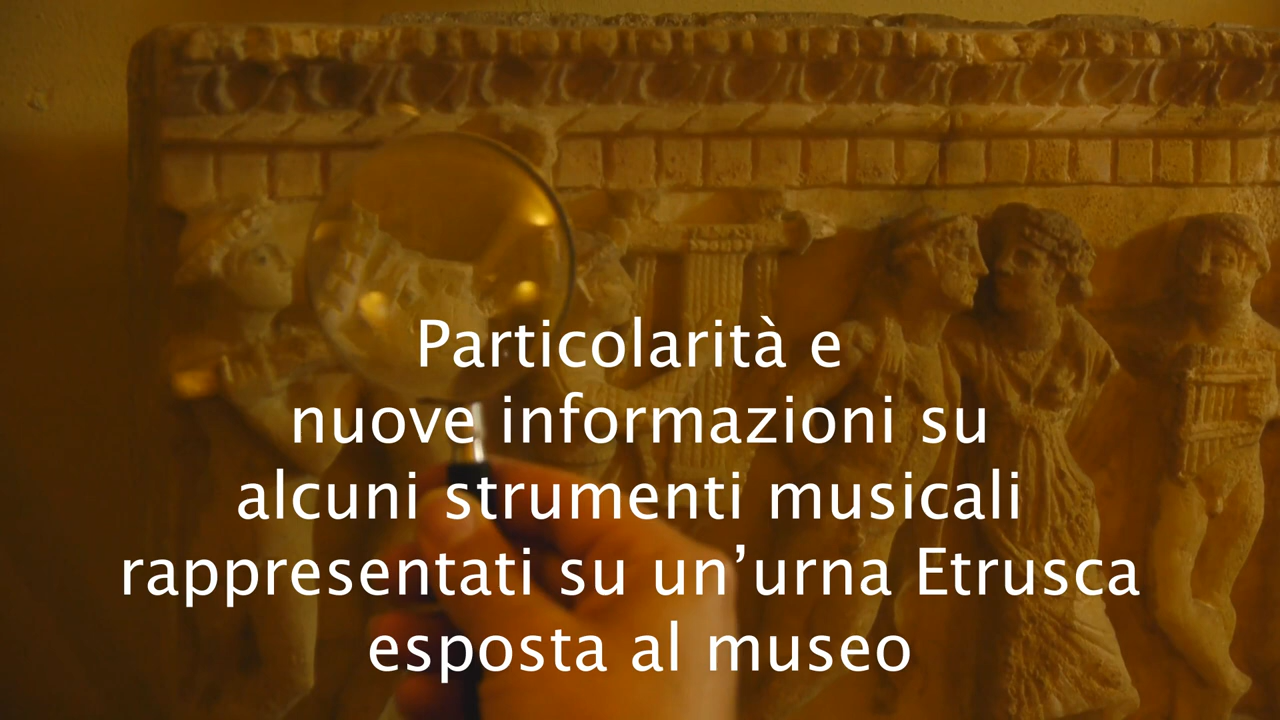 Particolarità e
nuove informazioni su
alcuni strumenti musicali
rappresentati su un’urna Etrusca
esposta al museo